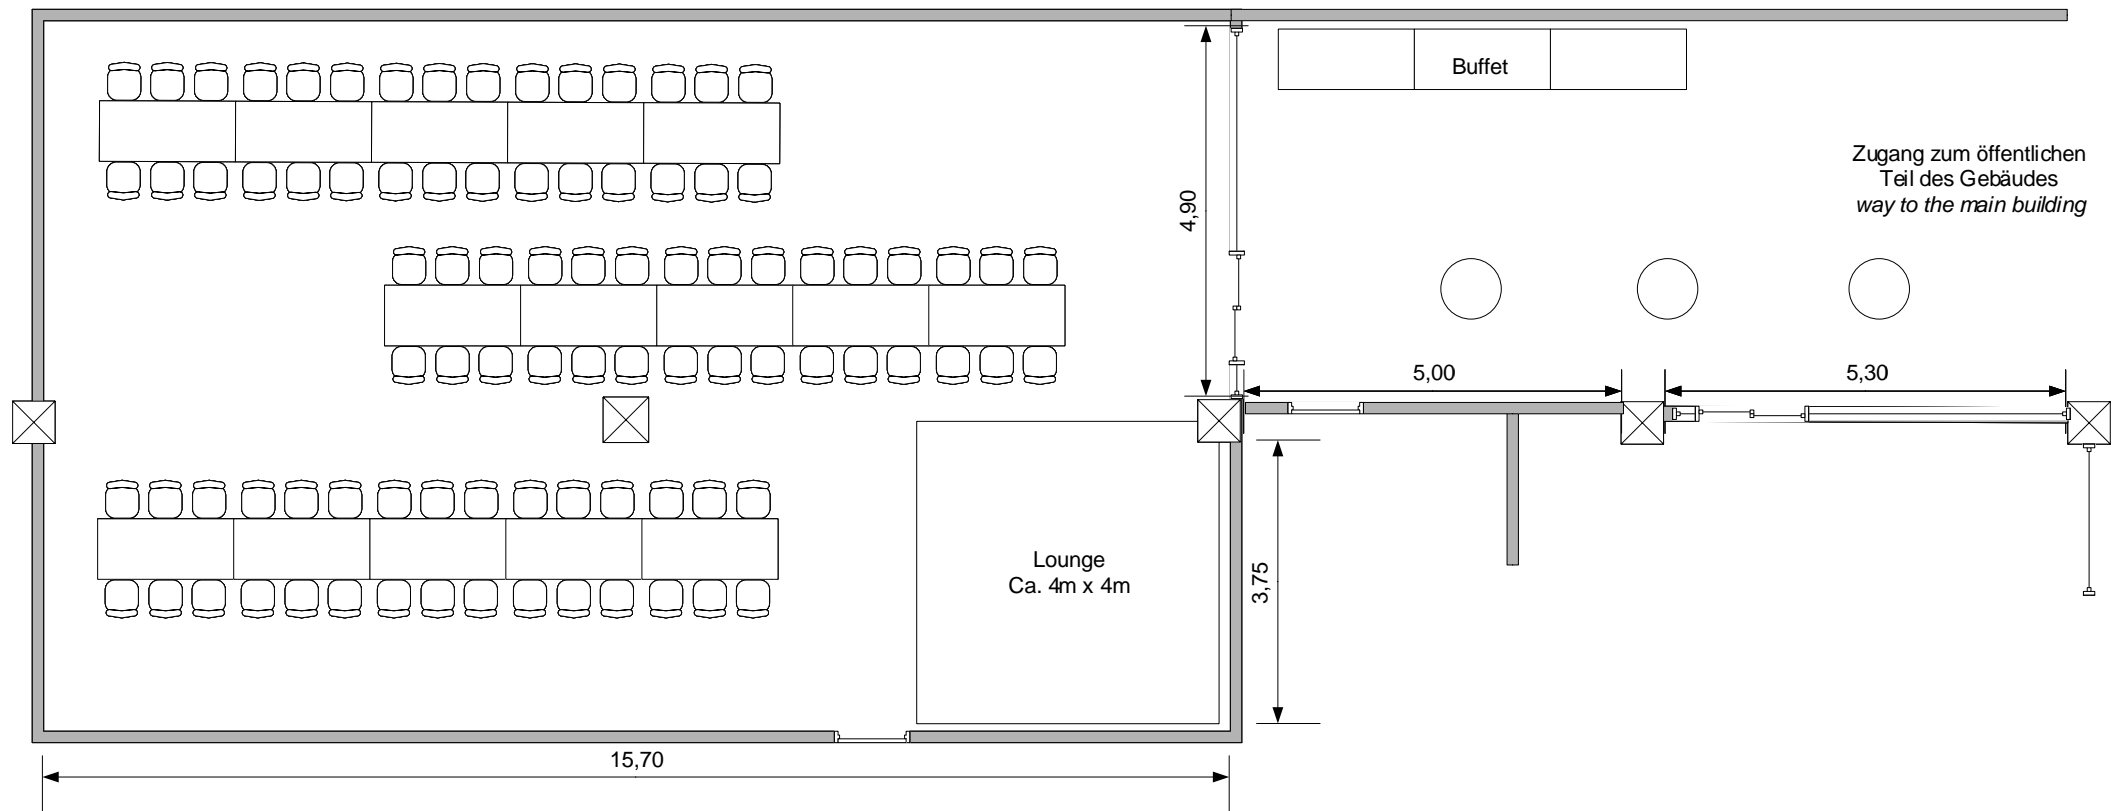 Buffet
Zugang zum öffentlichen
Teil des Gebäudes
way to the main building
4,90
5,00
5,30
Lounge
Ca. 4m x 4m
3,75
15,70